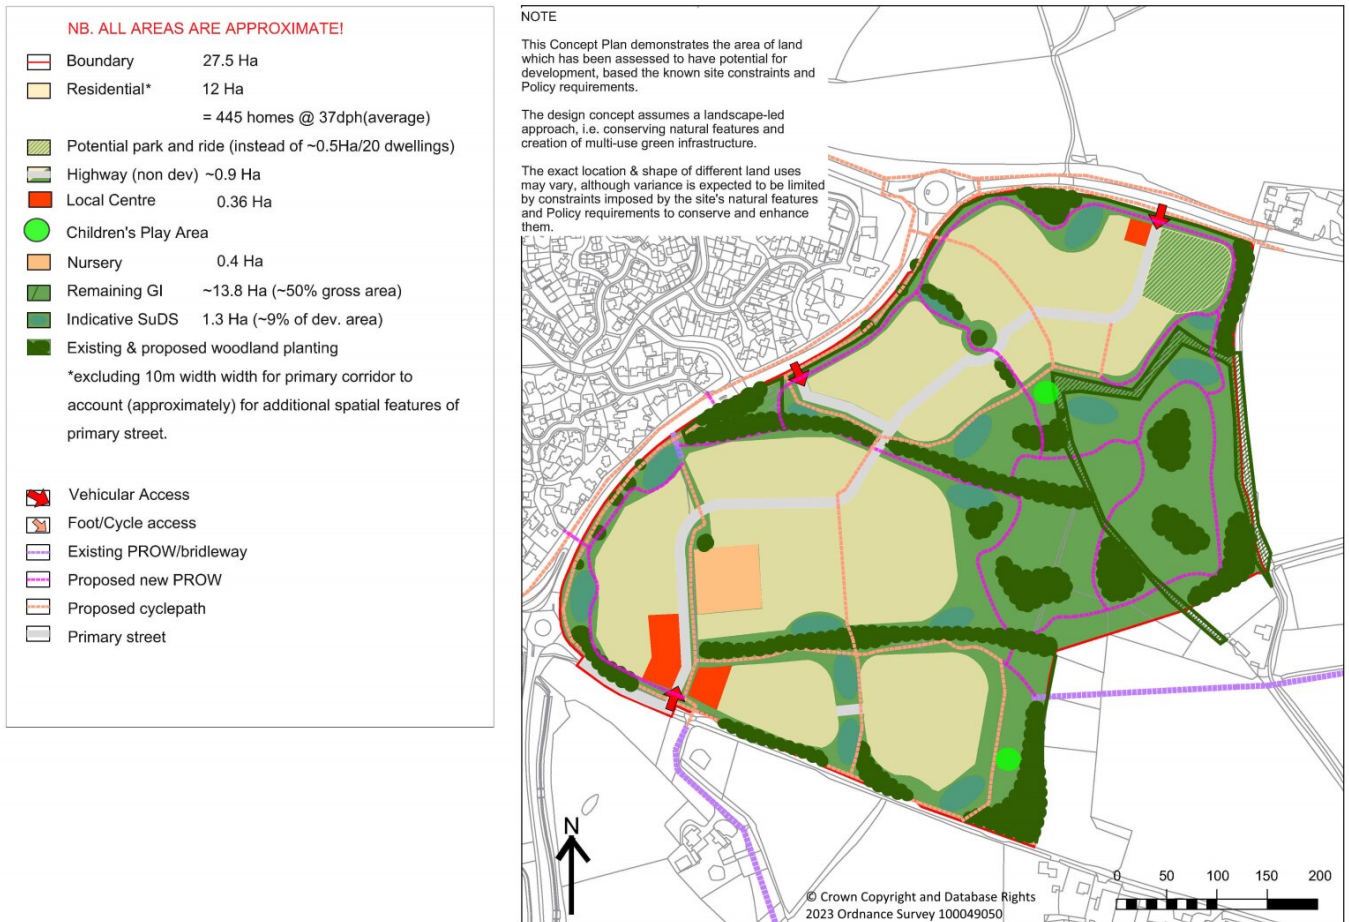 NB. ALL AREAS ARE APPROXIMATE!
Boundary 27.5 Ha
Residential* 12 Ha
= 445 homes @ 37dph(average)
Potential park and ride (instead of ~0.5Ha/20 dwellings)
Highway (non dev) ~0.9 Ha
Local Centre 0.36 Ha
Children's Play Area
Nursery 0.4 Ha
Remaining GI ~13.8 Ha (~50% gross area)
Indicative SuDS 1.3 Ha (~9% of dev. area)
Existing & proposed woodland planting
*excluding 10m width width for primary corridor to
account (approximately) for additional spatial features of
primary street.
Vehicular Access
Foot/Cycle access
Existing PROW/bridleway
Proposed new PROW
Proposed cyclepath
Primary street
NOTE
This Concept Plan demonstrates the area of land
which has been assessed to have potential for
development, based the known site constraints and
Policy requirements.
The design concept assumes a landscape-led
approach, i.e. conserving natural features and
creation of multi-use green infrastructure.
The exact location & shape of different land uses
may vary, although variance is expected to be limited
by constraints imposed by the site's natural features
and Policy requirements to conserve and enhance
them.
N
0 50 100 150 200
© Crown Copyright and Database Rights
2023 Ordnance Survey 100049050